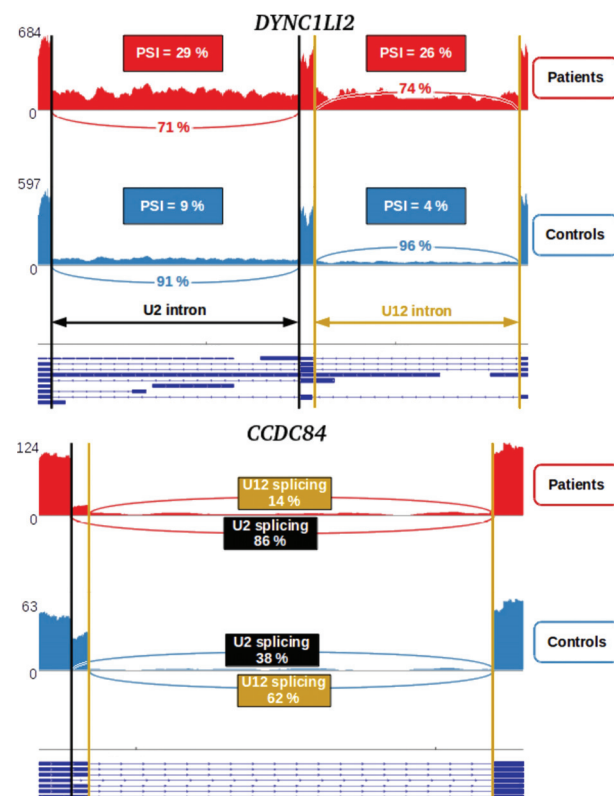 DYNC1LI2
684
PSI = 29 %
PSI = 26 %
Patients
74 %
0
71 %
597
PSI = 9 %
PSI = 4 %
Controls
96 %
0
91 %
U2 intron
U12 intron
CCDC84
124
Patients
U12 splicing
14 %
0
U2 splicing
86 %
63
Controls
U2 splicing
38 %
0
U12 splicing
62 %